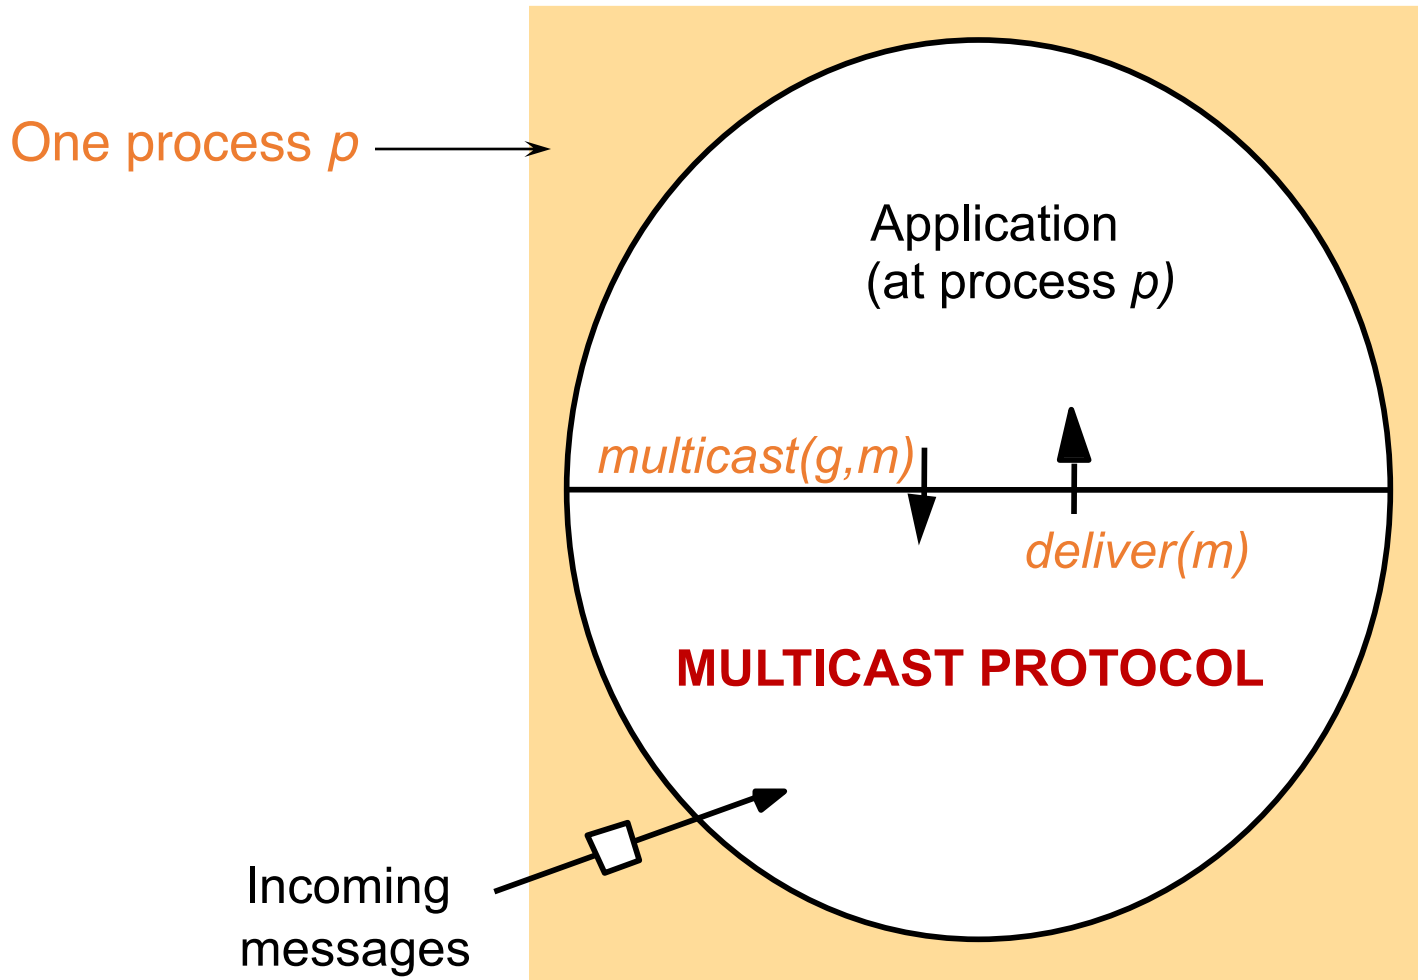 One process p
Application
(at process p)
multicast(g,m)
deliver(m)
MULTICAST PROTOCOL
Incoming
messages